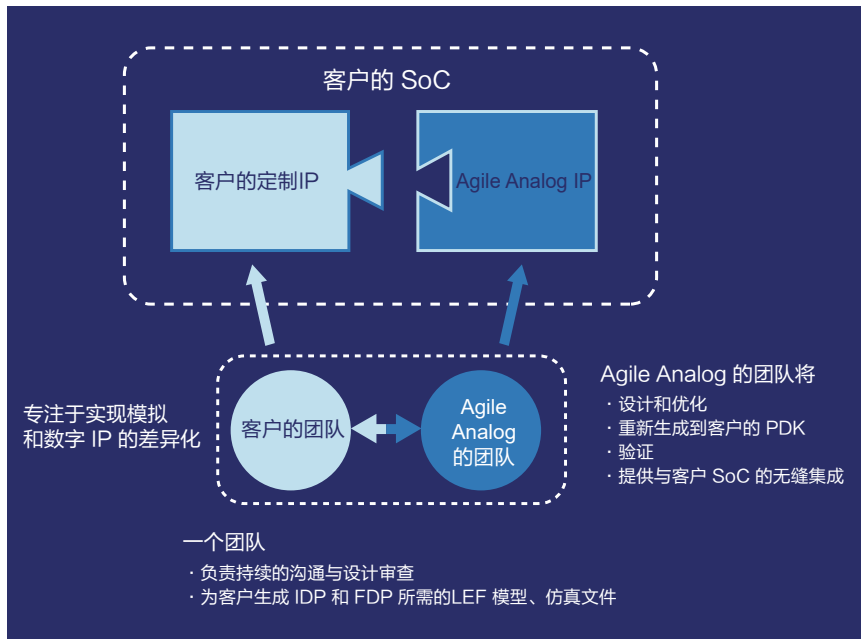 客户的 SoC
客户的定制IP
Agile Analog IP
专注于实现模拟
和数字 IP 的差异化
客户的团队
Agile
Analog
的团队
Agile Analog 的团队将
· 设计和优化
· 重新生成到客户的 PDK
· 验证
· 提供与客户 SoC 的无缝集成
一个团队
· 负责持续的沟通与设计审查
· 为客户生成 IDP 和 FDP 所需的LEF 模型、仿真文件